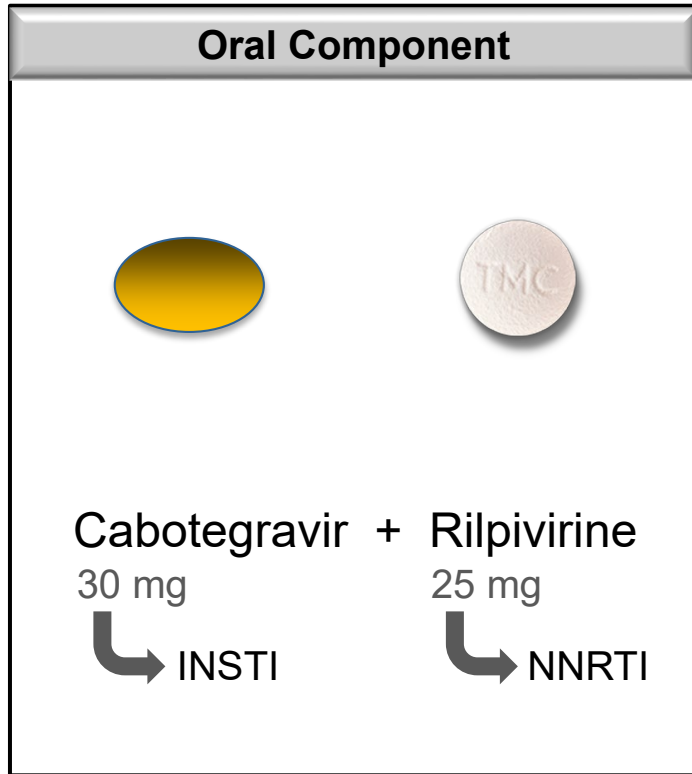 Oral Component
TMC
Cabotegravir + Rilpivirine
30 mg 25 mg
INSTI NNRTI